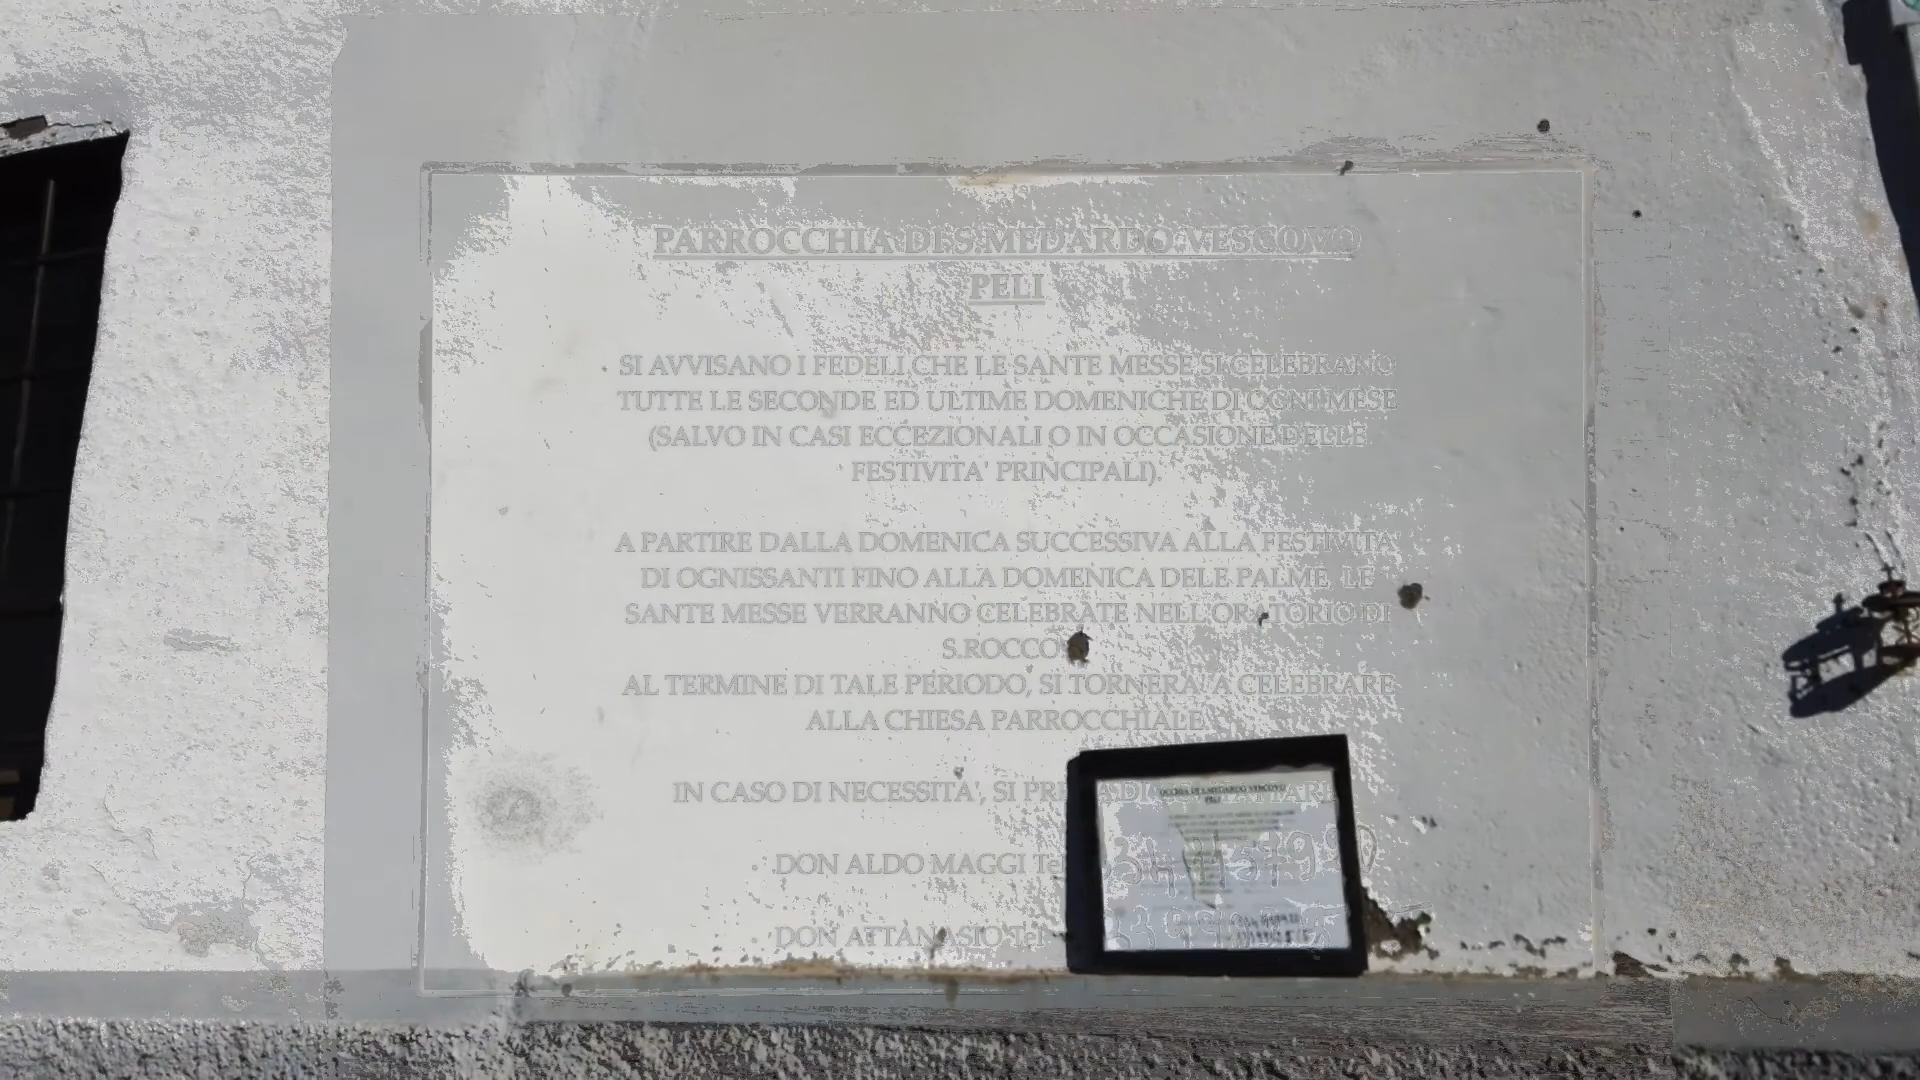 PARROCCHIA DI S.MEDARDO VESCOVO
PELI
SI AVVISANO I FEDELI CHE LE SANTE MESSE SI CELEBRANO
TUTTE LE SECONDE ED ULTIME DOMENICHE DI OGNI MESE
(SALVO IN CASI ECCEZIONALI O IN OCCASIONE DELLE
FESTIVITA' PRINCIPALI).
A PARTIRE DALLA DOMENICA SUCCESSIVA ALLA FESTIVITA'
DI OGNISSANTI FINO ALLA DOMENICA DELE PALME, LE
SANTE MESSE VERRANNO CELEBRATE NELL'ORATORIO DI
S.ROCCO
AL TERMINE DI TALE PERIODO, SI TORNERA' A CELEBRARE
ALLA CHIESA PARROCCHIALE
IN CASO DI NECESSITA', SI
DON ALDO MAGGI
DON ATTANASIO Tel